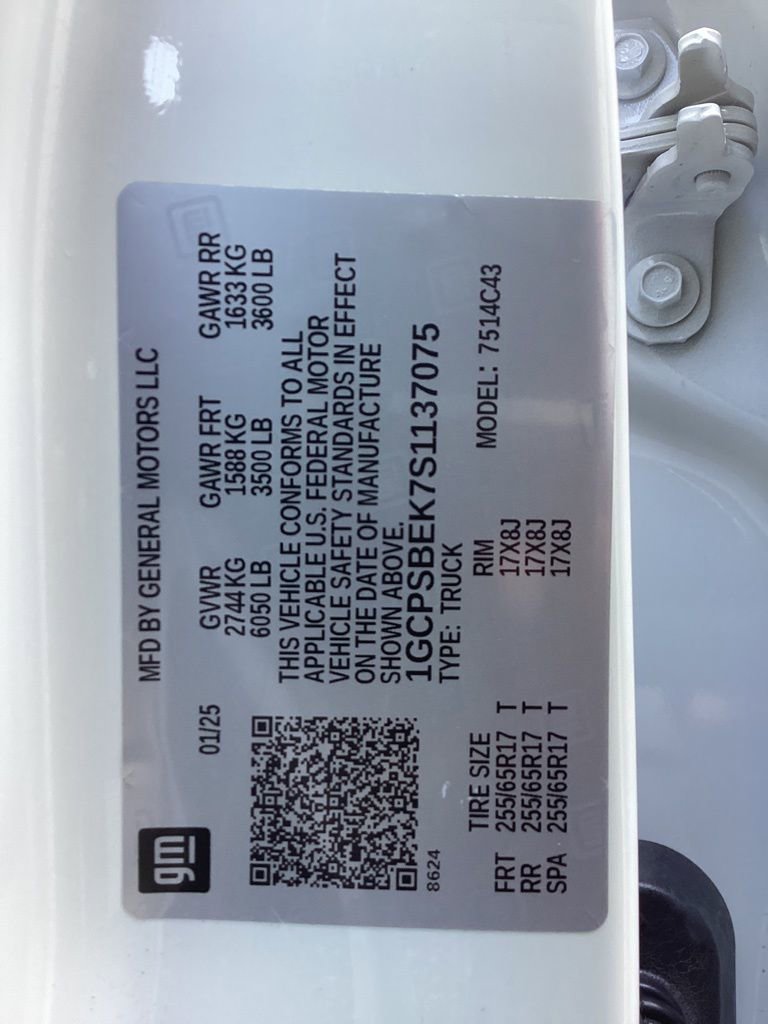 gm
MFD BY GENERAL MOTORS LLC
01/25
GVWR GAWR FRT GAWR RR
2744 KG 1588 KG 1633 KG
6050 LB 3500 LB 3600 LB
THIS VEHICLE CONFORMS TO ALL
APPLICABLE U.S. FEDERAL MOTOR
VEHICLE SAFETY STANDARDS IN EFFECT
ON THE DATE OF MANUFACTURE
SHOWN ABOVE.
1GCPSBEK7S1137075
8624
TYPE: TRUCK MODEL: 7514C43
TIRE SIZE RIM
FRT 255/65R17 T 17X8J
RR 255/65R17 T 17X8J
SPA 255/65R17 T 17X8J